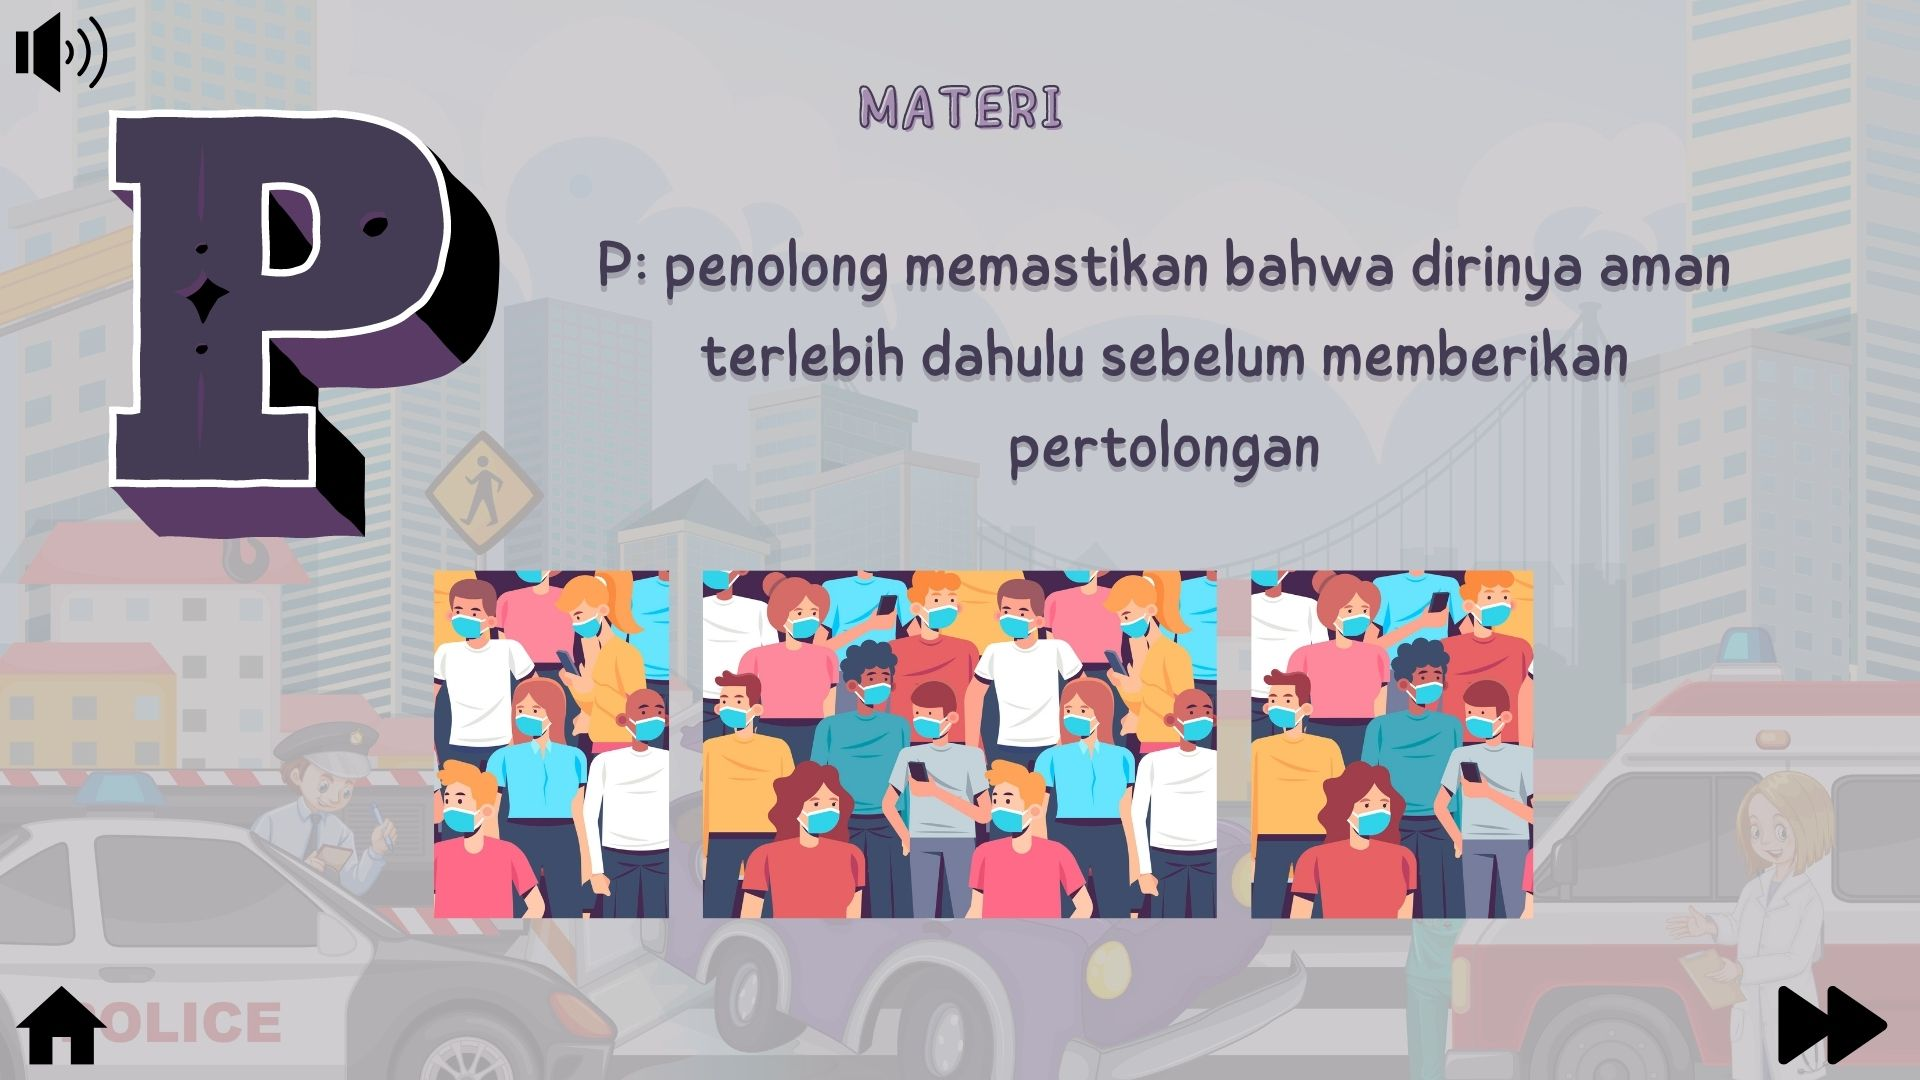 MATERI
P
P: penolong memastikan bahwa dirinya aman
terlebih dahulu sebelum memberikan
pertolongan
POLICE